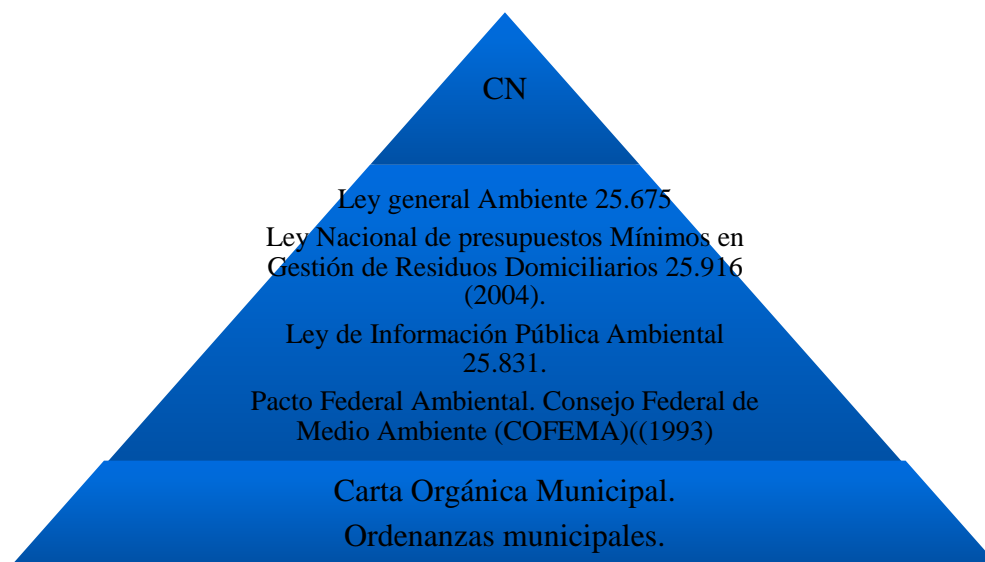 CN
Ley general Ambiente 25.675
Ley Nacional de presupuestos Mínimos en
Gestión de Residuos Domiciliarios 25.916
(2004).
Ley de Información Pública Ambiental
25.831.
Pacto Federal Ambiental. Consejo Federal de
Medio Ambiente (COFEMA)((1993)
Carta Orgánica Municipal.
Ordenanzas municipales.